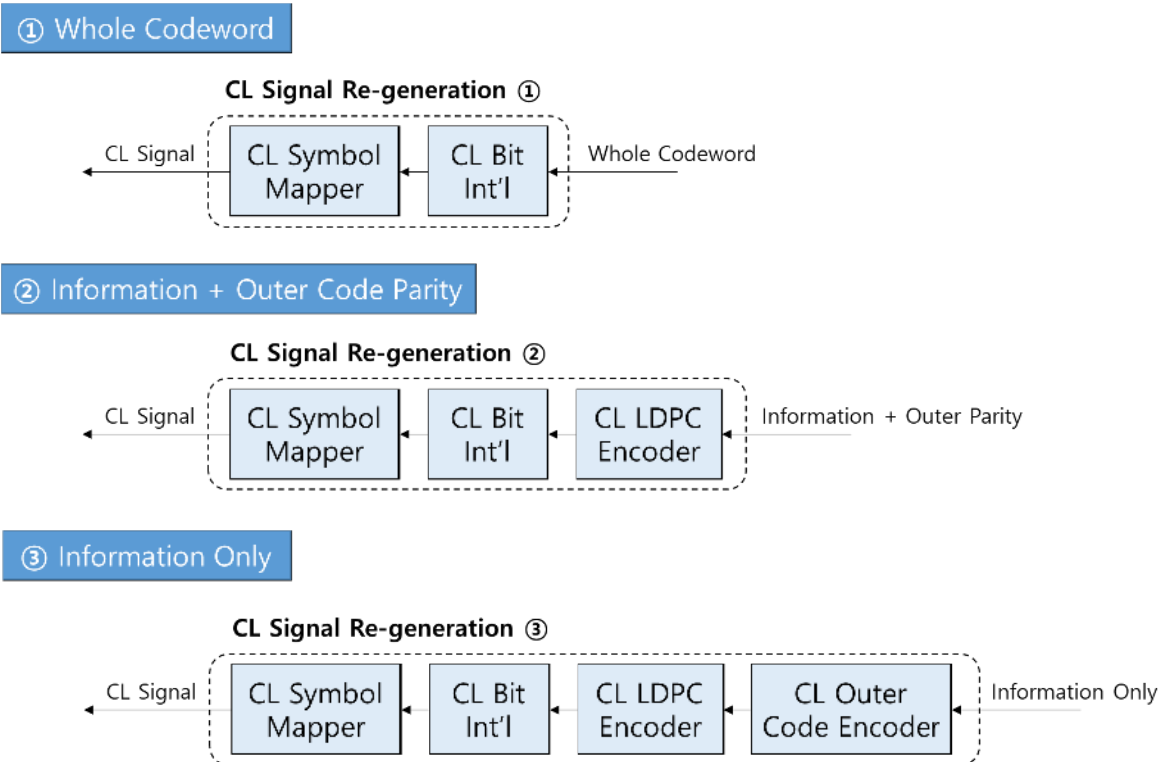 ① Whole Codeword
CL Signal Re-generation ①
CL Signal
CL Symbol
Mapper
CL Bit
Int'l
Whole Codeword
② Information + Outer Code Parity
CL Signal Re-generation ②
CL Signal
CL Symbol
Mapper
CL Bit
Int'l
CL LDPC
Encoder
Information + Outer Parity
③ Information Only
CL Signal Re-generation ③
CL Signal
CL Symbol
Mapper
CL Bit
Int'l
CL LDPC
Encoder
CL Outer
Code Encoder
Information Only